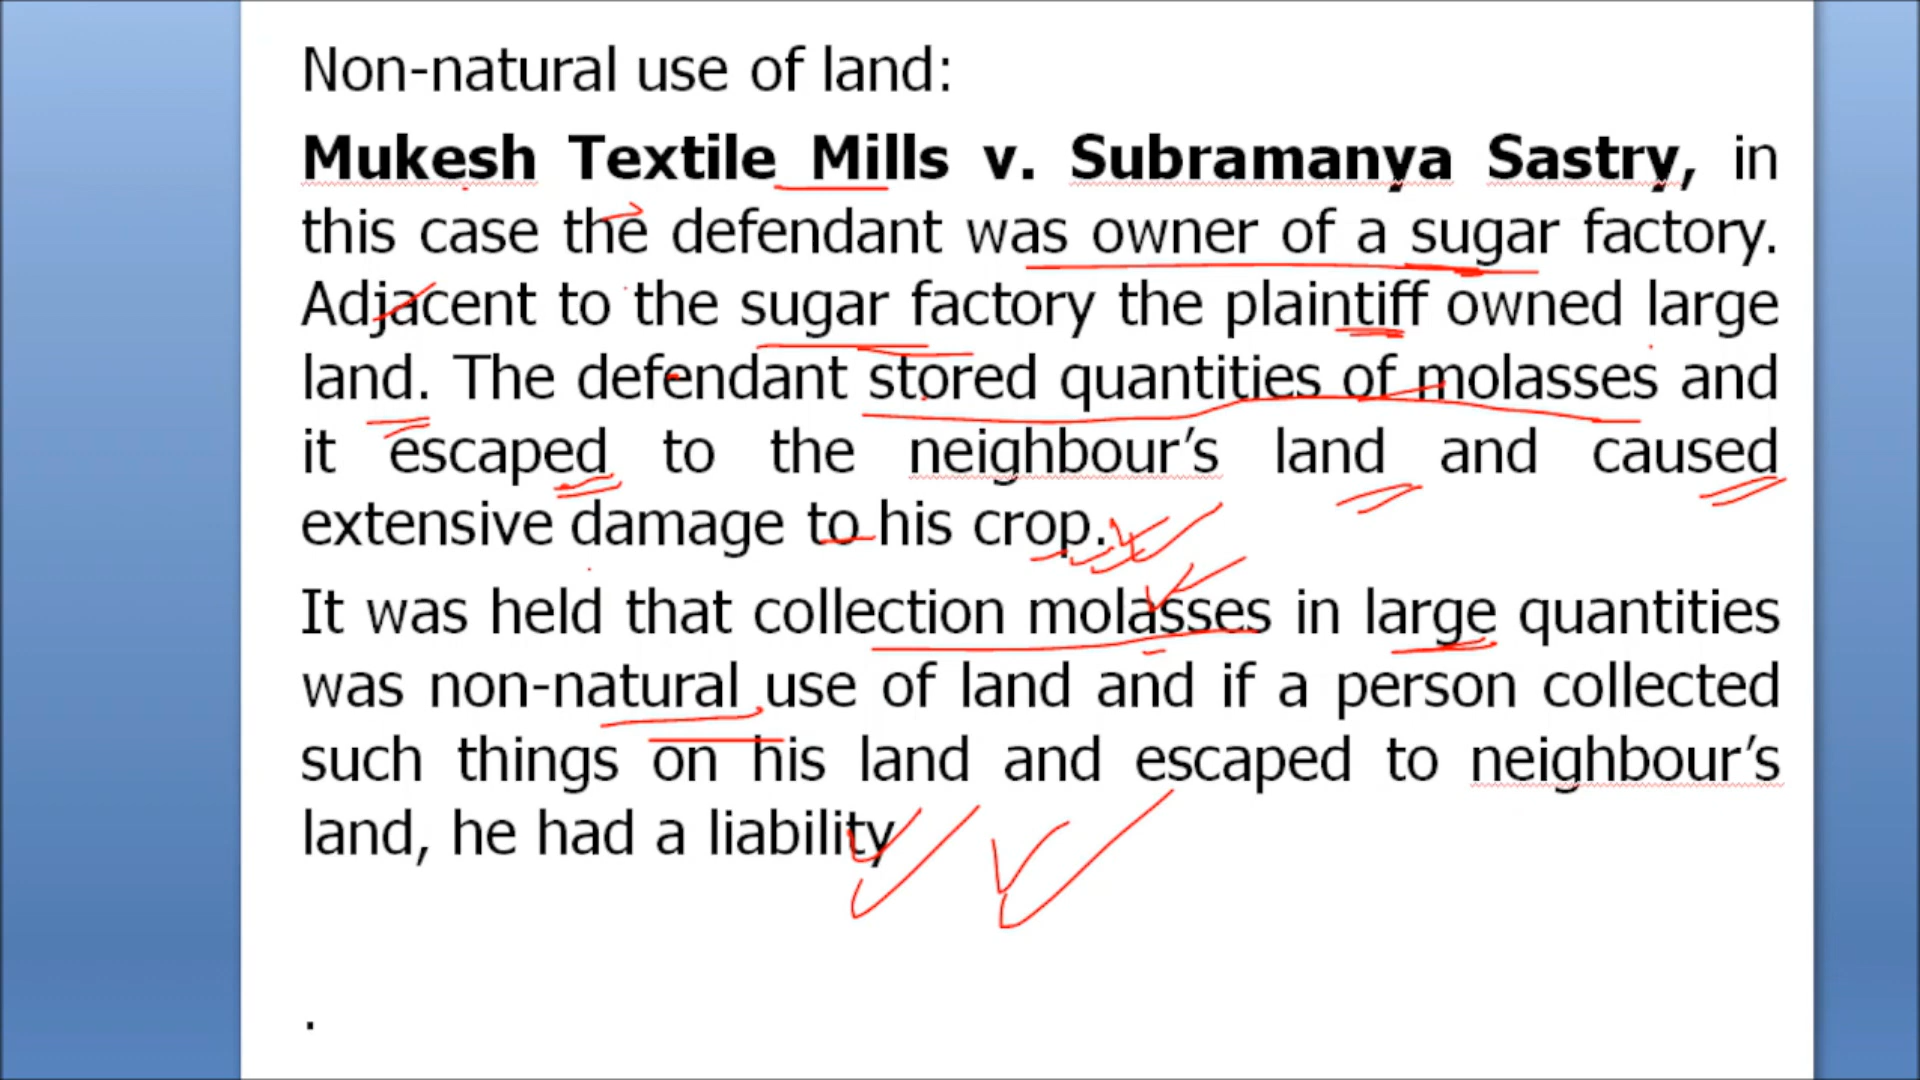 Non-natural use of land:
Mukesh Textile Mills v. Subramanya Sastry, in
this case the defendant was owner of a sugar factory.
Adjacent to the sugar factory the plaintiff owned large
land. The defendant stored quantities of molasses and
it escaped to the neighbour’s land and caused
extensive damage to his crop.
It was held that collection molasses in large quantities
was non-natural use of land and if a person collected
such things on his land and escaped to neighbour’s
land, he had a liability
.